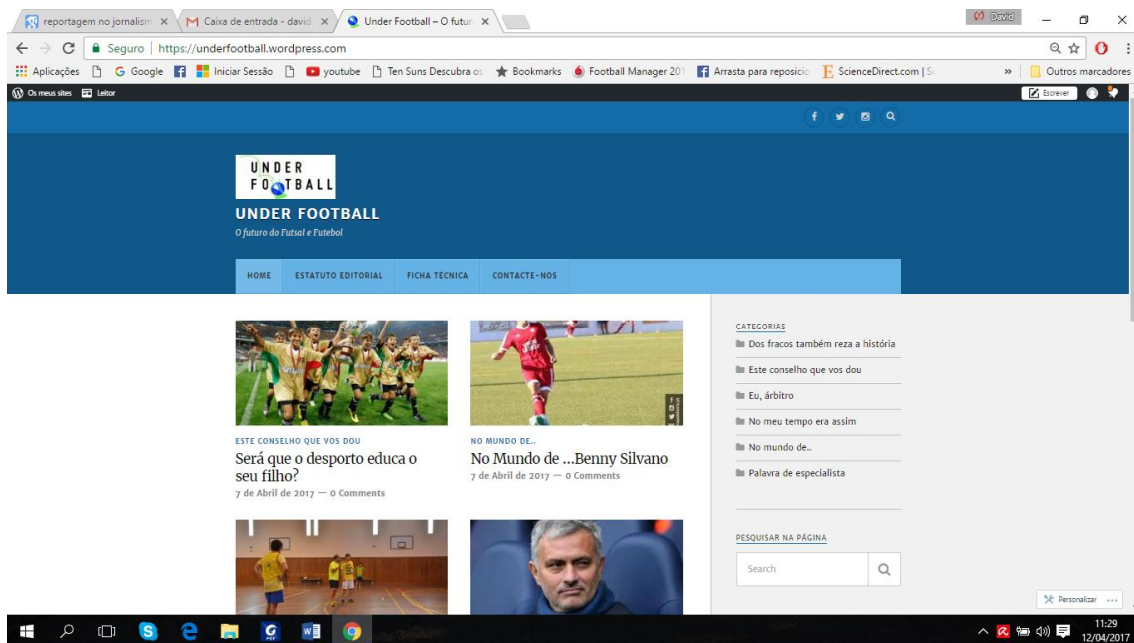 reportagem no jornalism
Caixa de entrada - david
Under Football – O futur
David
Seguro | https://underfootball.wordpress.com
Aplicações
Google
Iniciar Sessão
youtube
Ten Suns Descubra os
Bookmarks
Football Manager 201
Arrasta para reposicio
ScienceDirect.com | S
»
Outros marcadores
Os meus sites
Leitor
Escrever
UNDER
FOOTBALL
UNDER FOOTBALL
O futuro do Futsal e Futebol
HOME
ESTATUTO EDITORIAL
FICHA TÉCNICA
CONTACTE-NOS
ESTE CONSELHO QUE VOS DOU
Será que o desporto educa o
seu filho?
7 de Abril de 2017 — 0 Comments
NO MUNDO DE..
No Mundo de ...Benny Silvano
7 de Abril de 2017 — 0 Comments
CATEGORIAS
Dos fracos também reza a história
Este conselho que vos dou
Eu, árbitro
No meu tempo era assim
No mundo de..
Palavra de especialista
PESQUISAR NA PÁGINA
Search
Personalizar
11:29
12/04/2017